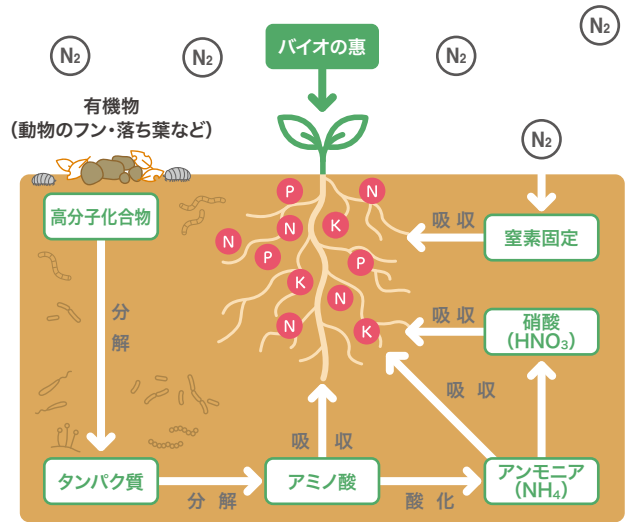 N₂
N₂
バイオの恵
N₂
N₂
有機物
(動物のフン・落ち葉など)
N₂
高分子化合物
P
N
N
N
K
P
P
K
N
N
K
吸収
窒素固定
分解
吸収
硝酸
(HNO₃)
吸収
吸収
タンパク質
分解
アミノ酸
酸化
アンモニア
(NH₄)